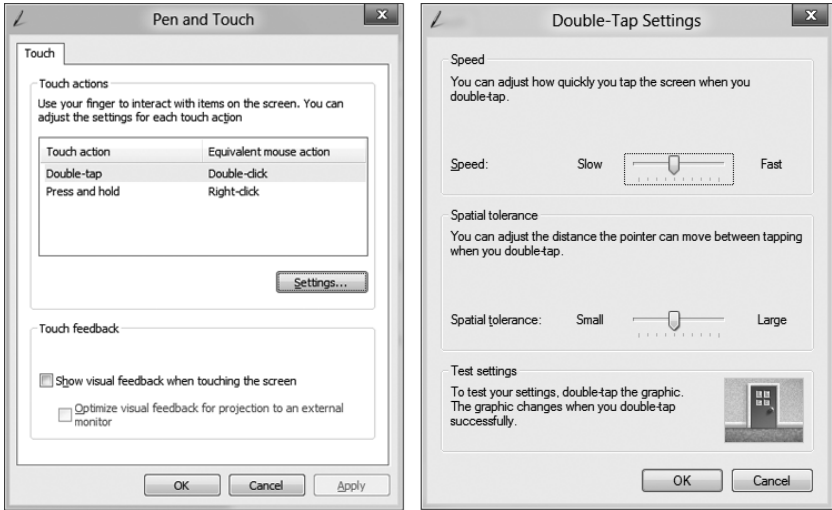 Pen and Touch
x
Touch
Touch actions
Use your finger to interact with items on the screen. You can
adjust the settings for each touch action
Touch action Equivalent mouse action
Double-tap Double-click
Press and hold Right-click
Settings...
Touch feedback
Show visual feedback when touching the screen
Optimize visual feedback for projection to an external
monitor
OK Cancel Apply
Double-Tap Settings
x
Speed
You can adjust how quickly you tap the screen when you
double-tap.
Speed: Slow Fast
Spatial tolerance
You can adjust the distance the pointer can move between tapping
when you double-tap.
Spatial tolerance: Small Large
Test settings
To test your settings, double-tap the graphic.
The graphic changes when you double-tap
successfully.
OK Cancel